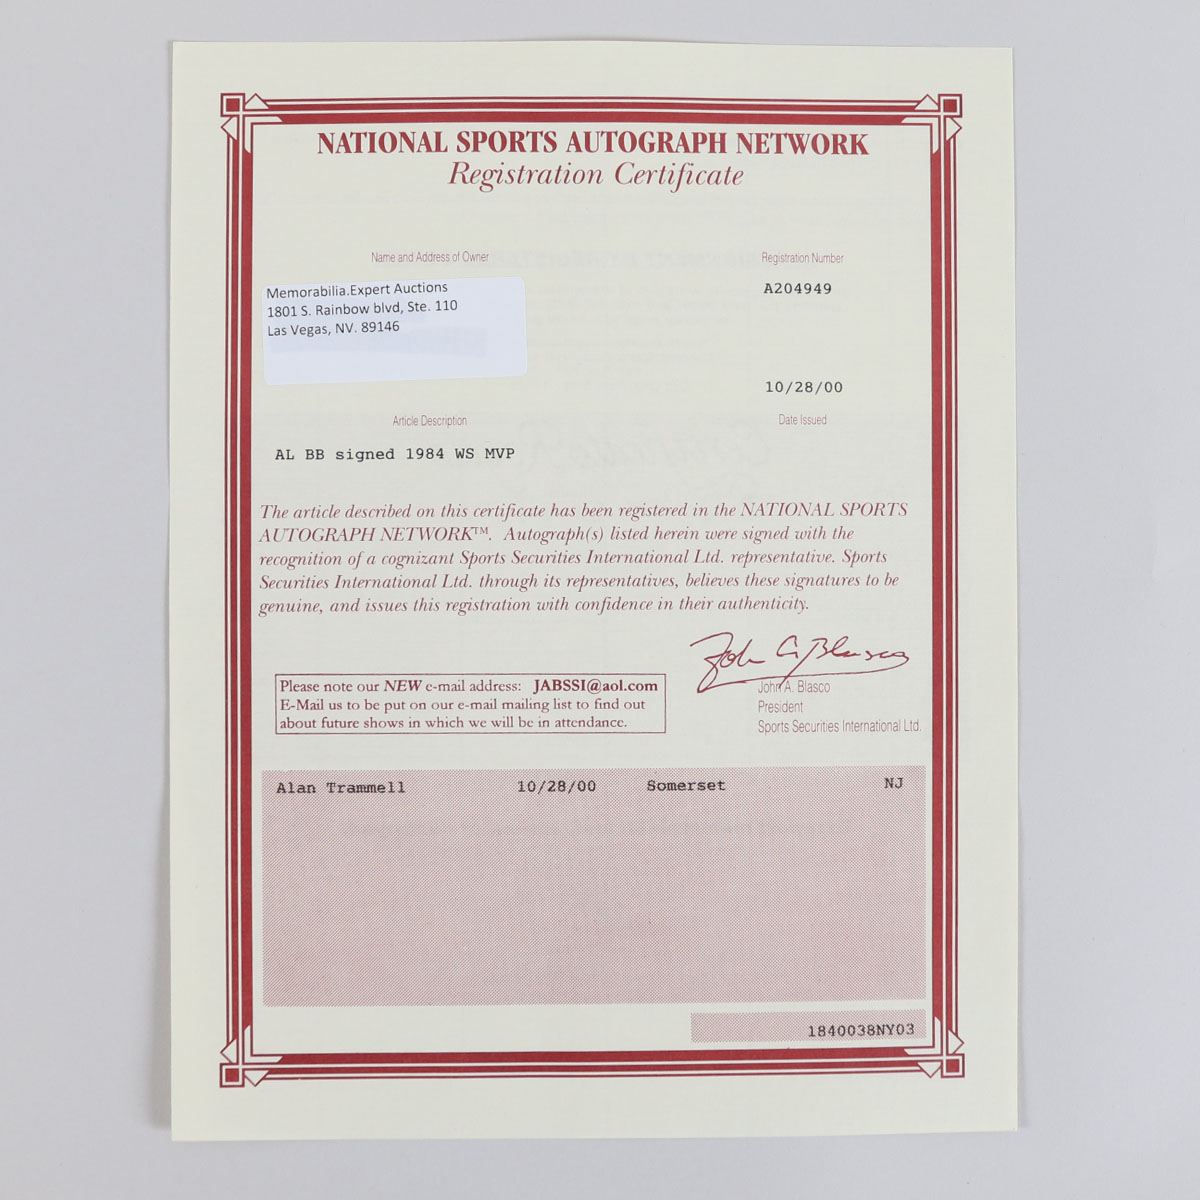 NATIONAL SPORTS AUTOGRAPH NETWORK
Registration Certificate
Name and Address of Owner
Registration Number
Memorabilia.Expert Auctions
1801 S. Rainbow blvd, Ste. 110
Las Vegas, NV. 89146
A204949
10/28/00
Article Description
Date Issued
AL BB signed 1984 WS MVP
The article described on this certificate has been registered in the NATIONAL SPORTS
AUTOGRAPH NETWORK™. Autograph(s) listed herein were signed with the
recognition of a cognizant Sports Securities International Ltd. representative. Sports
Securities International Ltd. through its representatives, believes these signatures to be
genuine, and issues this registration with confidence in their authenticity.
John A. Blasco
Please note our NEW e-mail address: JABSSI@aol.com
E-Mail us to be put on our e-mail mailing list to find out
about future shows in which we will be in attendance.
John A. Blasco
President
Sports Securities International Ltd.
Alan Trammell 10/28/00 Somerset NJ
1840038NY03